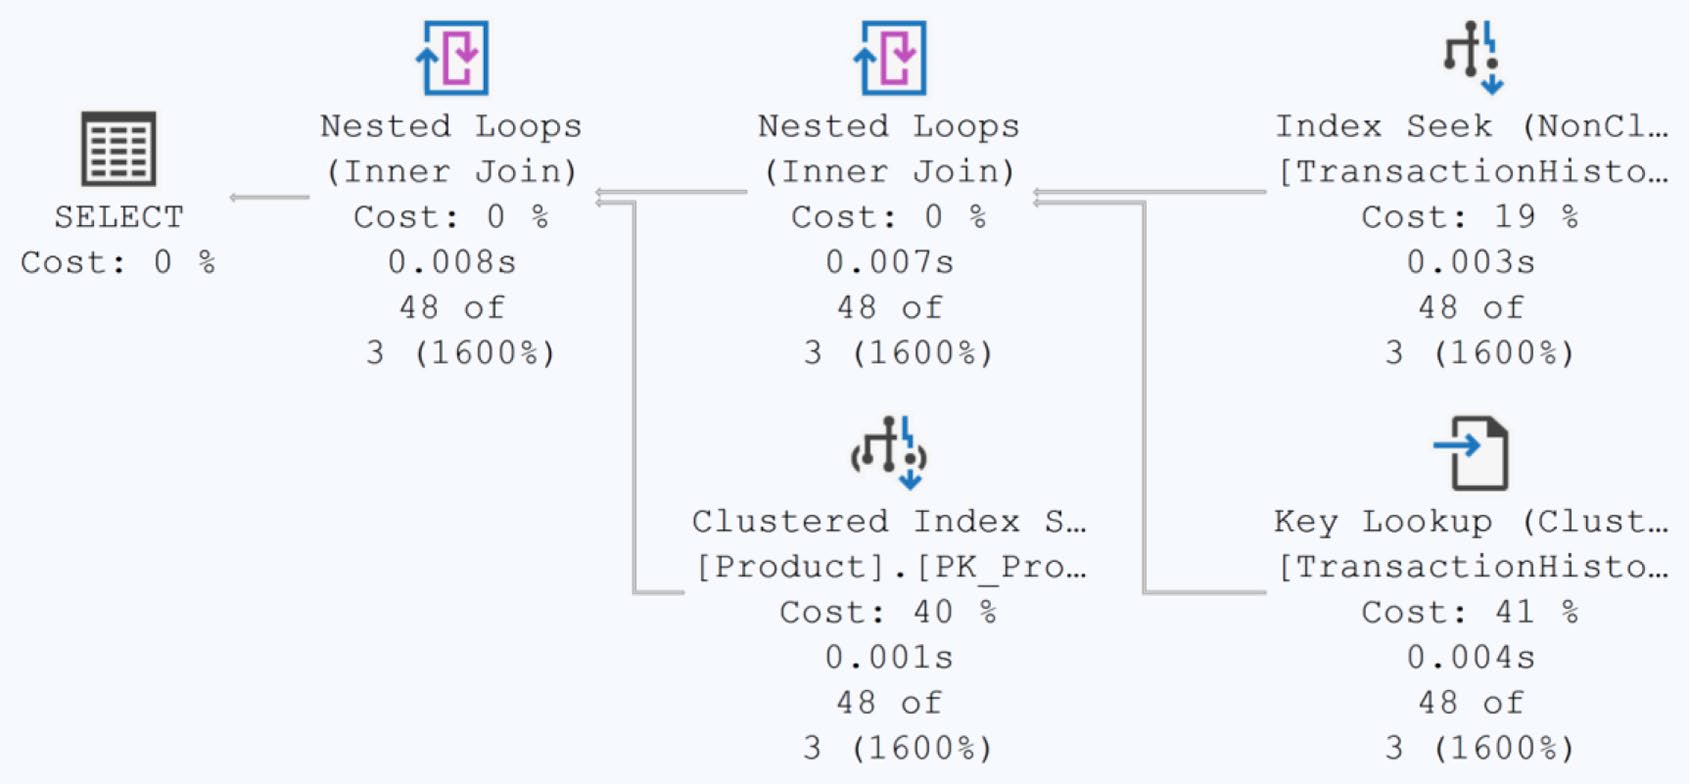 SELECT
Cost: 0 %
Nested Loops
(Inner Join)
Cost: 0 %
0.008s
48 of
3 (1600%)
Nested Loops
(Inner Join)
Cost: 0 %
0.007s
48 of
3 (1600%)
Index Seek (NonCl…
[TransactionHisto…
Cost: 19 %
0.003s
48 of
3 (1600%)
Clustered Index S…
[Product].[PK_Pro…
Cost: 40 %
0.001s
48 of
3 (1600%)
Key Lookup (Clust…
[TransactionHisto…
Cost: 41 %
0.004s
48 of
3 (1600%)